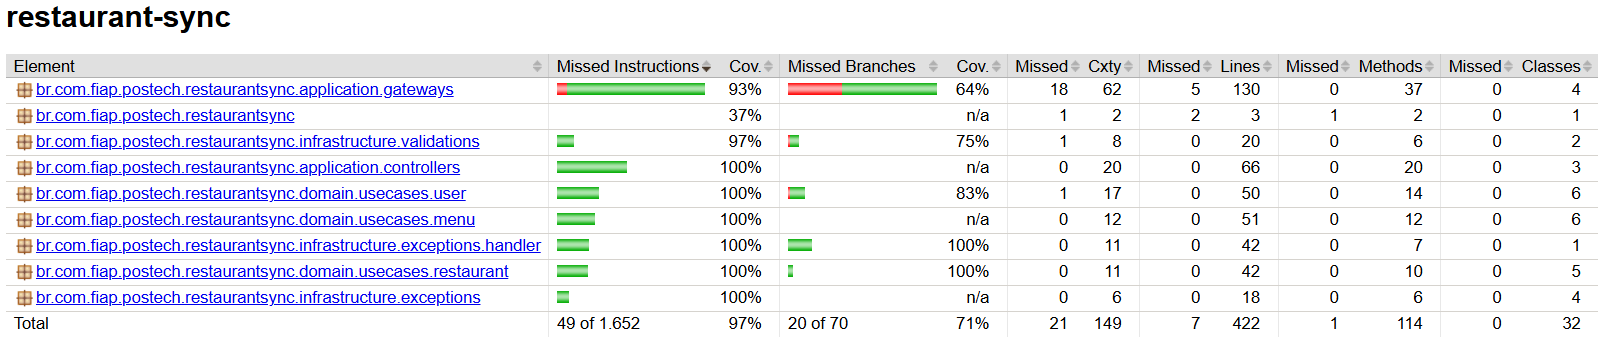 restaurant-sync
Element Missed Instructions Cov. Missed Branches Cov. Missed Cxty Missed Lines Missed Methods Missed Classes
br.com.fiap.postech.restaurantsync.application.gateways 93% 64% 18 62 5 130 0 37 0 4
br.com.fiap.postech.restaurantsync 37% n/a 1 2 2 3 1 2 0 1
br.com.fiap.postech.restaurantsync.infrastructure.validations 97% 75% 1 8 0 20 0 6 0 2
br.com.fiap.postech.restaurantsync.application.controllers 100% n/a 0 20 0 66 0 20 0 3
br.com.fiap.postech.restaurantsync.domain.usecases.user 100% 83% 1 17 0 50 0 14 0 6
br.com.fiap.postech.restaurantsync.domain.usecases.menu 100% n/a 0 12 0 51 0 12 0 6
br.com.fiap.postech.restaurantsync.infrastructure.exceptions.handler 100% 100% 0 11 0 42 0 7 0 1
br.com.fiap.postech.restaurantsync.domain.usecases.restaurant 100% 100% 0 11 0 42 0 10 0 5
br.com.fiap.postech.restaurantsync.infrastructure.exceptions 100% n/a 0 6 0 18 0 6 0 4
Total 49 of 1.652 97% 20 of 70 71% 21 149 7 422 1 114 0 32